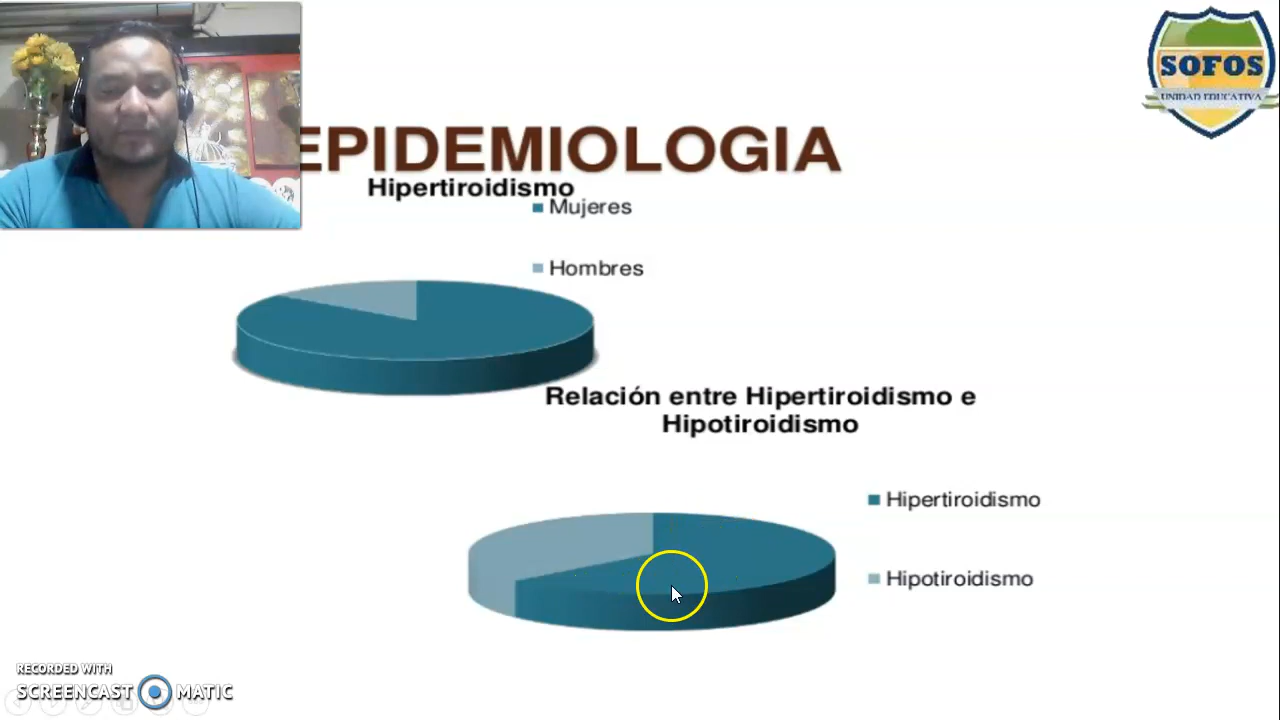 SOFOS
UNIDAD EDUCATIVA
EPIDEMIOLOGIA
Hipertiroidismo
Mujeres
Hombres
Relación entre Hipertiroidismo e
Hipotiroidismo
Hipertiroidismo
Hipotiroidismo
RECORDED WITH
SCREENCAST MATIC